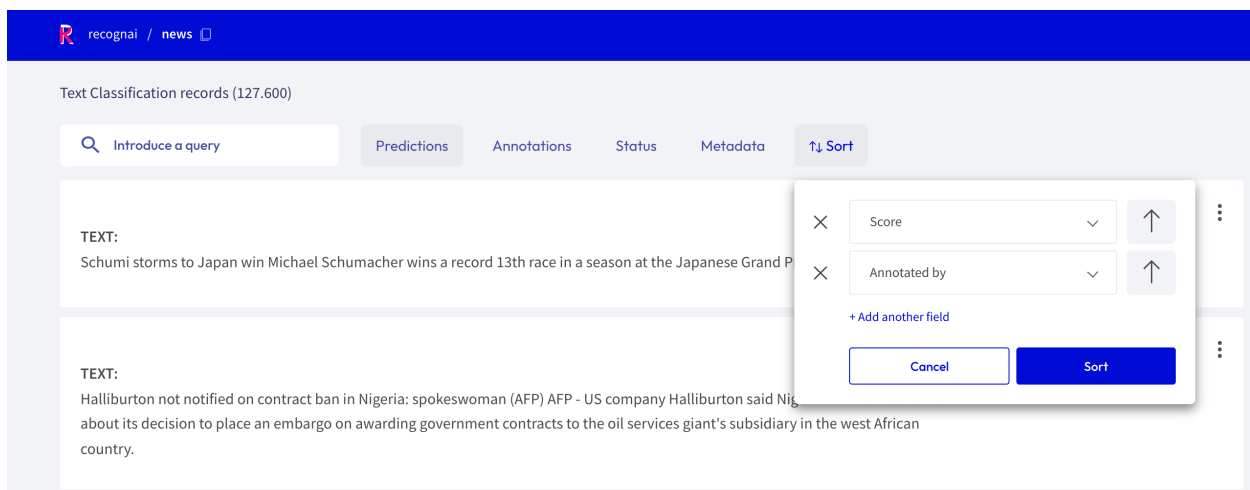 R recognai / news
Text Classification records (127.600)
Introduce a query
Predictions
Annotations
Status
Metadata
Sort
Score
Annotated by
+ Add another field
Cancel
Sort
TEXT:
Schumi storms to Japan win Michael Schumacher wins a record 13th race in a season at the Japanese Grand P
TEXT:
Halliburton not notified on contract ban in Nigeria: spokeswoman (AFP) AFP - US company Halliburton said Nig
about its decision to place an embargo on awarding government contracts to the oil services giant's subsidiary in the west African
country.